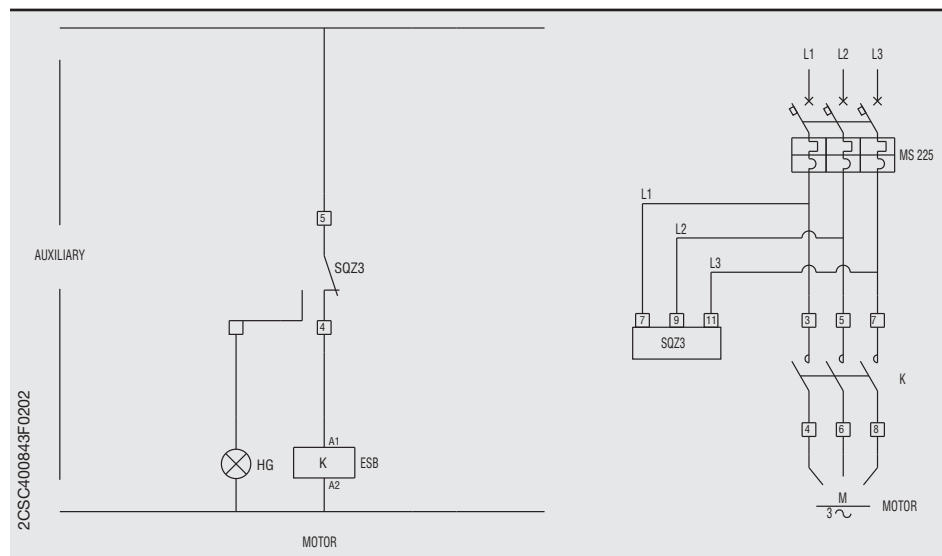 AUXILIARY
2CSC400843F0202
5
SQZ3
4
HG
A1
K
ESB
A2
MOTOR
L1 L2 L3
MS 225
L1
L2
L3
7 9 11
SQZ3
3 5 7
K
4 6 8
M
3
MOTOR